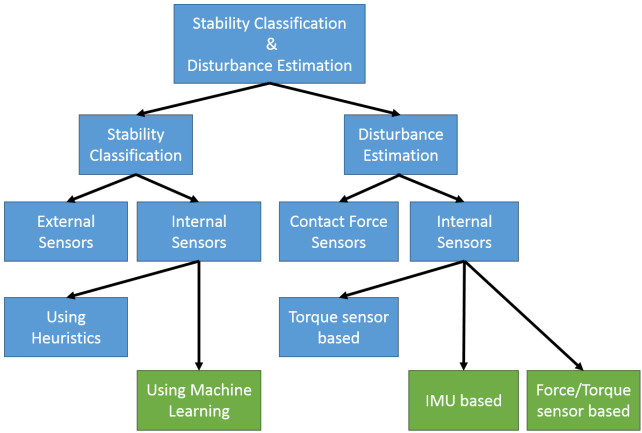 Stability Classification
&
Disturbance Estimation
Stability
Classification
Disturbance
Estimation
External
Sensors
Internal
Sensors
Contact Force
Sensors
Internal
Sensors
Using
Heuristics
Torque sensor
based
Using Machine
Learning
IMU based
Force/Torque
sensor based